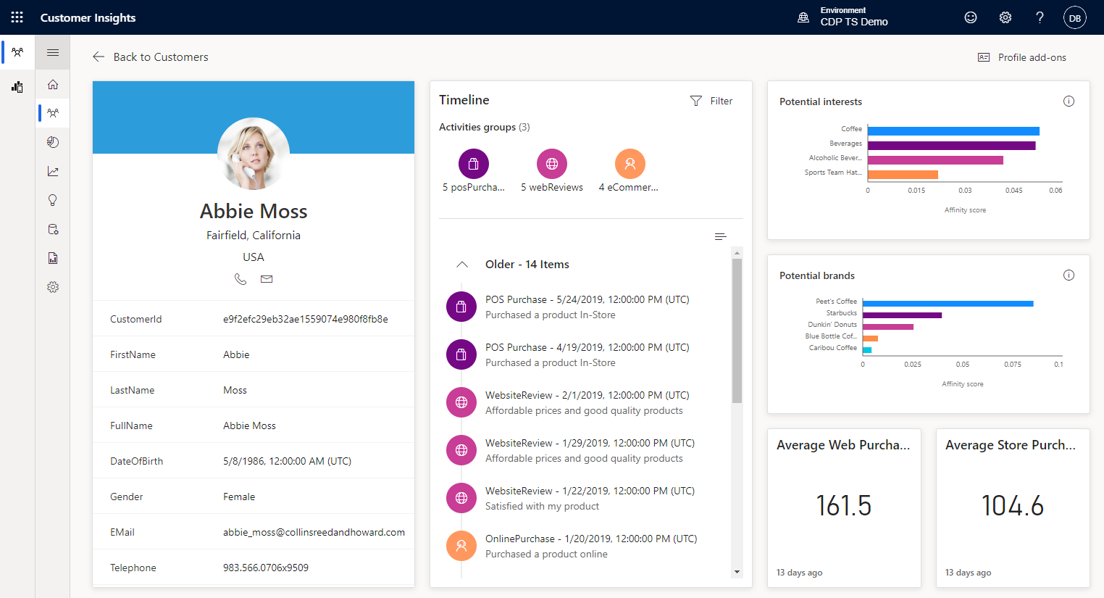 Customer Insights
Environment
CDP TS Demo
?
DB
Back to Customers
Profile add-ons
Abbie Moss
Fairfield, California
USA
CustomerId e9f2efc29eb32ae1559074e980f8fb8e
FirstName Abbie
LastName Moss
FullName Abbie Moss
DateOfBirth 5/8/1986, 12:00:00 AM (UTC)
Gender Female
EMail abbie_moss@collinsreedandhoward.com
Telephone 983.566.0706x9509
Timeline
Filter
Activities groups (3)
5 posPurcha...
5 webReviews
4 eCommer...
Older - 14 Items
POS Purchase - 5/24/2019, 12:00:00 PM (UTC)
Purchased a product In-Store
POS Purchase - 4/19/2019, 12:00:00 PM (UTC)
Purchased a product In-Store
WebsiteReview - 2/1/2019, 12:00:00 PM (UTC)
Affordable prices and good quality products
WebsiteReview - 1/29/2019, 12:00:00 PM (UTC)
Affordable prices and good quality products
WebsiteReview - 1/22/2019, 12:00:00 PM (UTC)
Satisfied with my product
OnlinePurchase - 1/20/2019, 12:00:00 PM (UTC)
Purchased a product online
Potential interests
Coffee
Beverages
Alcoholic Bever...
Sports Team Hat...
0 0.015 0.03 0.045 0.06
Affinity score
Potential brands
Peet's Coffee
Starbucks
Dunkin' Donuts
Blue Bottle Cof...
Caribou Coffee
0 0.025 0.05 0.075 0.1
Affinity score
Average Web Purcha...
161.5
13 days ago
Average Store Purch...
104.6
13 days ago